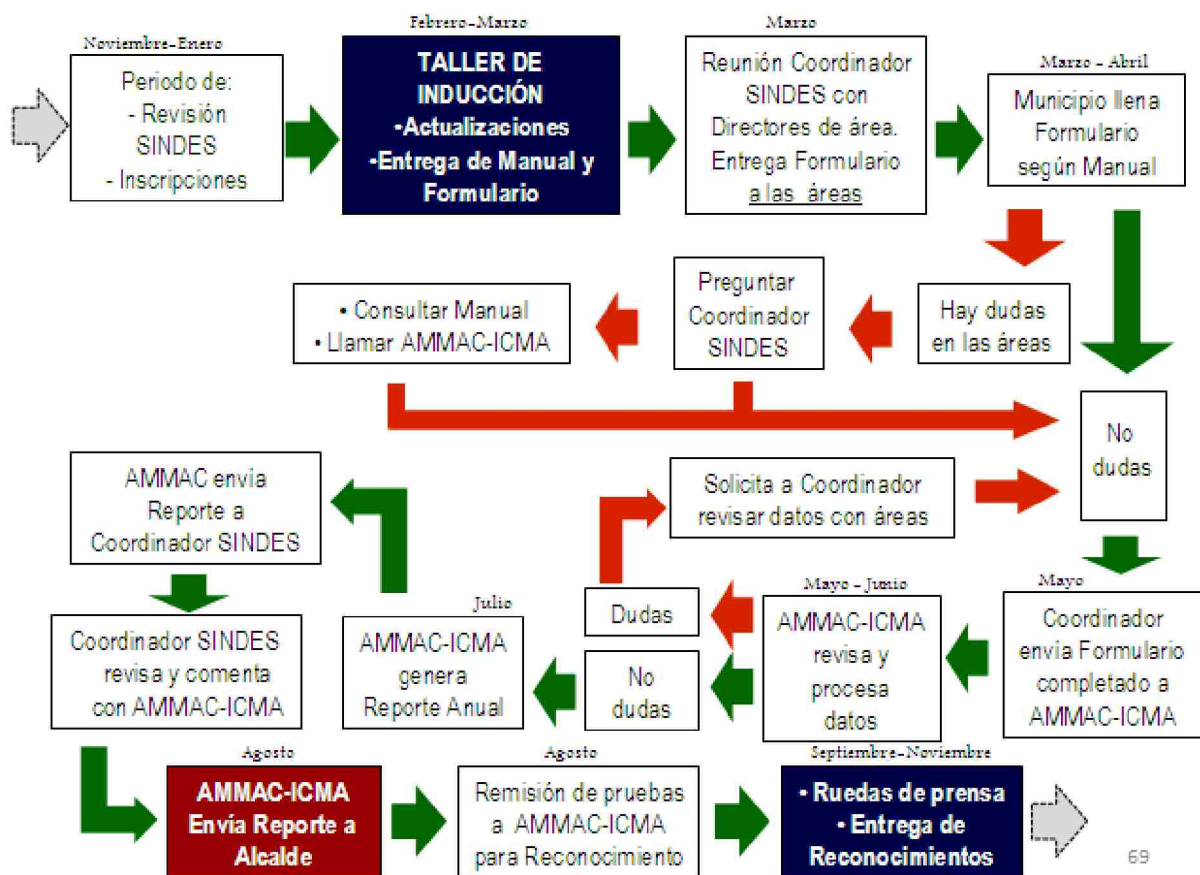 Noviembre-Enero
Periodo de:
- Revisión
SINDES
- Inscripciones
Febrero-Marzo
TALLER DE
INDUCCIÓN
•Actualizaciones
•Entrega de Manual y
Formulario
Marzo
Reunión Coordinador
SINDES con
Directores de área.
Entrega Formulario
a las áreas
Marzo - Abril
Municipio llena
Formulario
según Manual
Hay dudas
en las áreas
Preguntar
Coordinador
SINDES
• Consultar Manual
• Llamar AMMAC-ICMA
No
dudas
Solicita a Coordinador
revisar datos con áreas
Mayo
Coordinador
envía Formulario
completado a
AMMAC-ICMA
Mayo - Junio
AMMAC-ICMA
revisa y
procesa
datos
Dudas
No
dudas
Julio
AMMAC-ICMA
genera
Reporte Anual
AMMAC envía
Reporte a
Coordinador SINDES
Coordinador SINDES
revisa y comenta
con AMMAC-ICMA
Agosto
AMMAC-ICMA
Envía Reporte a
Alcalde
Agosto
Remisión de pruebas
a AMMAC-ICMA
para Reconocimiento
Septiembre-Noviembre
• Ruedas de prensa
• Entrega de
Reconocimientos
69